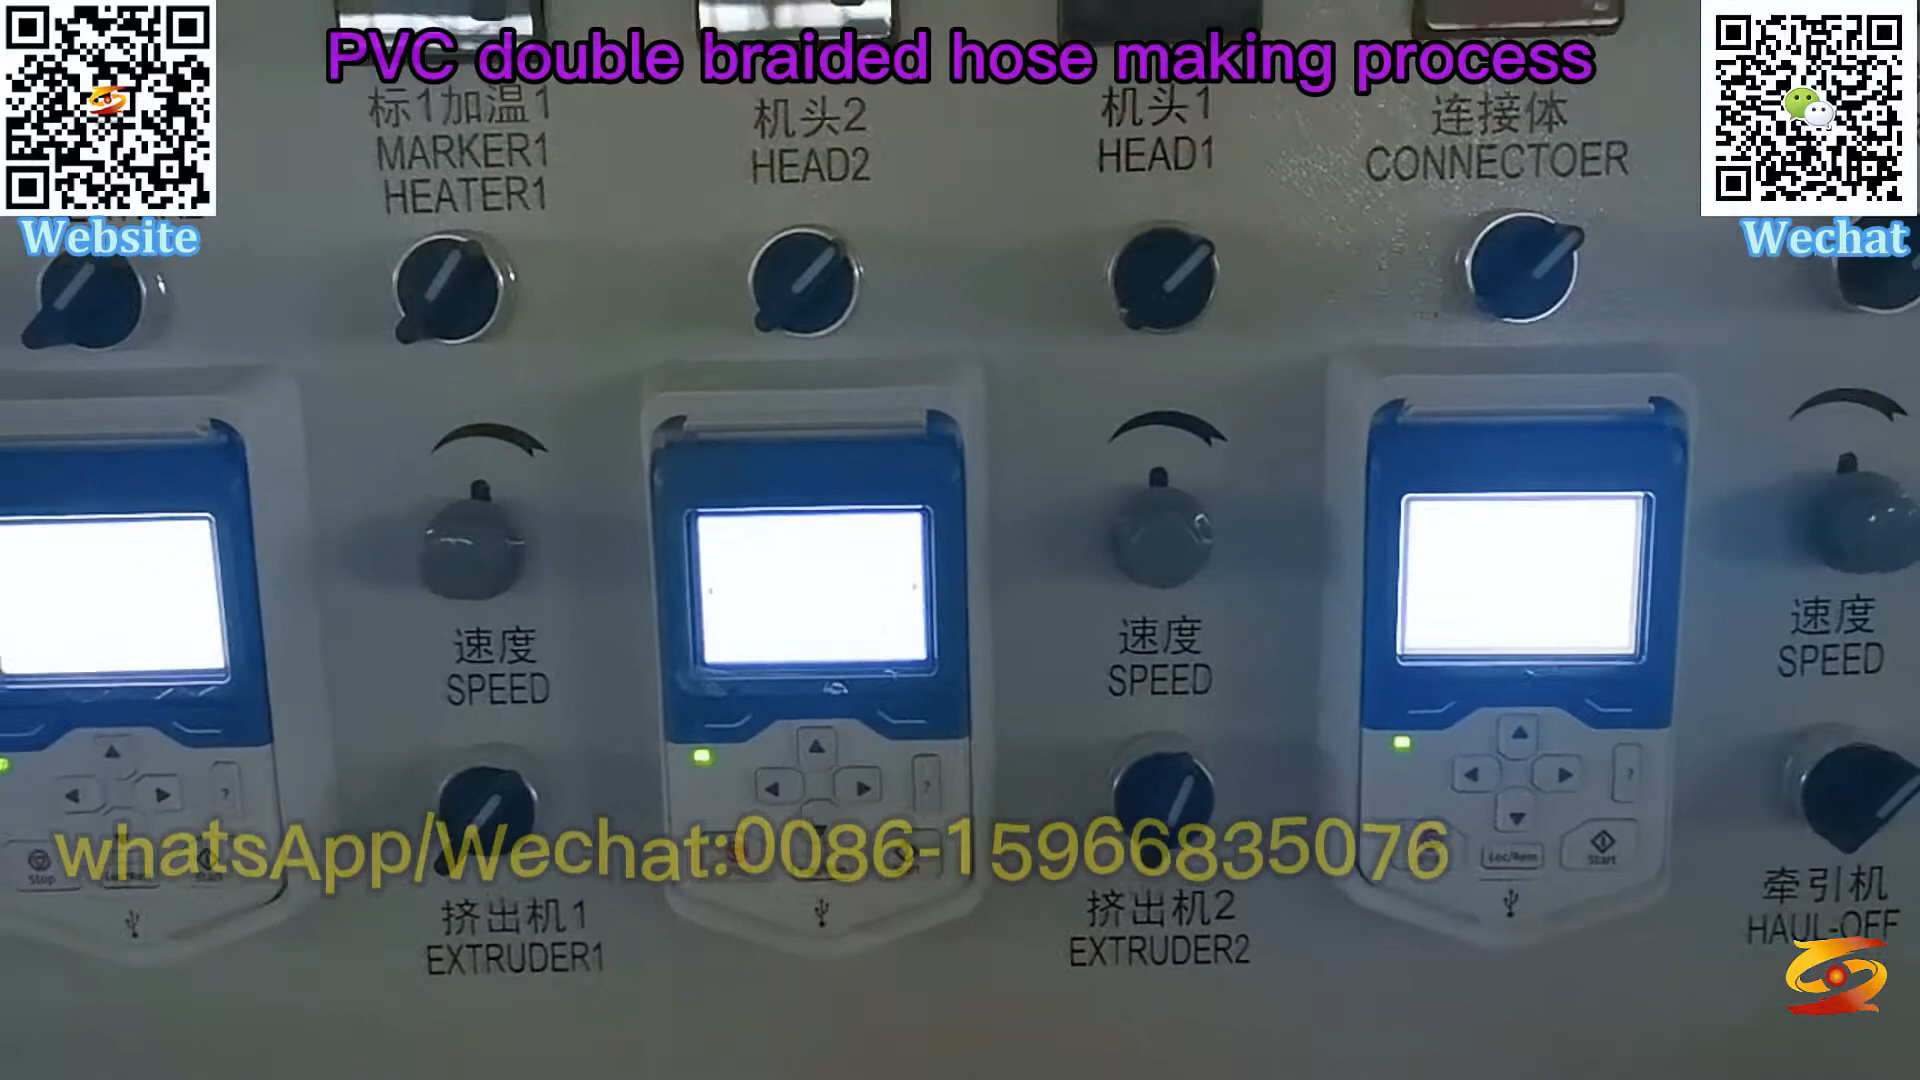 PVC double braided hose making process
Website
Wechat
标1加温1
MARKER1
HEATER1
机头2
HEAD2
机头1
HEAD1
连接体
CONNECTOER
速度
SPEED
速度
SPEED
速度
SPEED
?
?
?
Stop
Start
Loc/Rem
Start
whatsApp/Wechat:0086-15966835076
挤出机1
EXTRUDER1
挤出机2
EXTRUDER2
牵引机
HAUL-OFF